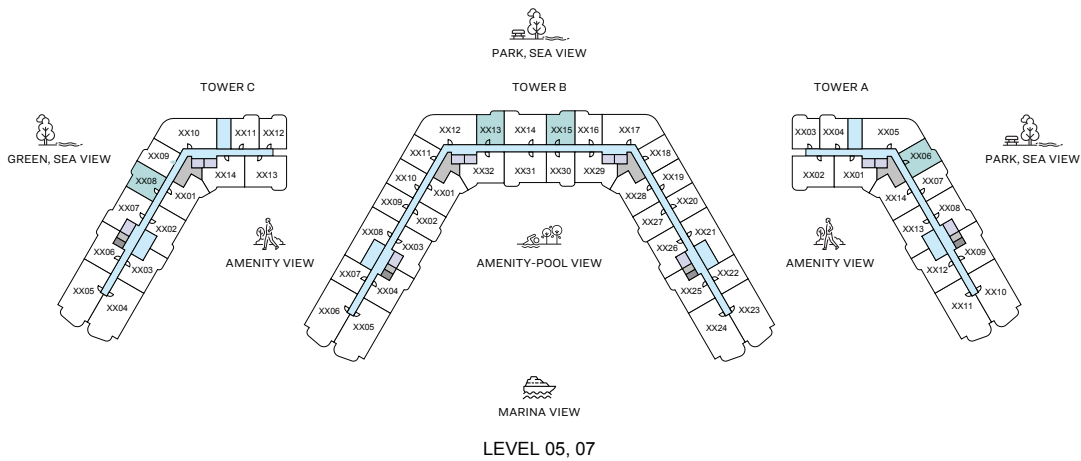 PARK, SEA VIEW
TOWER C
TOWER B
TOWER A
GREEN, SEA VIEW
PARK, SEA VIEW
XX10
XX11
XX12
XX09
XX08
XX14
XX13
XX01
XX07
XX02
XX06
XX03
XX05
XX04
XX12
XX13
XX14
XX15
XX16
XX17
XX11
XX18
XX10
XX01
XX32
XX31
XX30
XX29
XX28
XX19
XX09
XX02
XX27
XX20
XX08
XX03
XX26
XX21
XX07
XX04
XX25
XX22
XX06
XX05
XX24
XX23
XX03
XX04
XX05
XX06
XX02
XX01
XX07
XX14
XX08
XX13
XX09
XX12
XX10
XX11
AMENITY VIEW
AMENITY-POOL VIEW
AMENITY VIEW
MARINA VIEW
LEVEL 05, 07